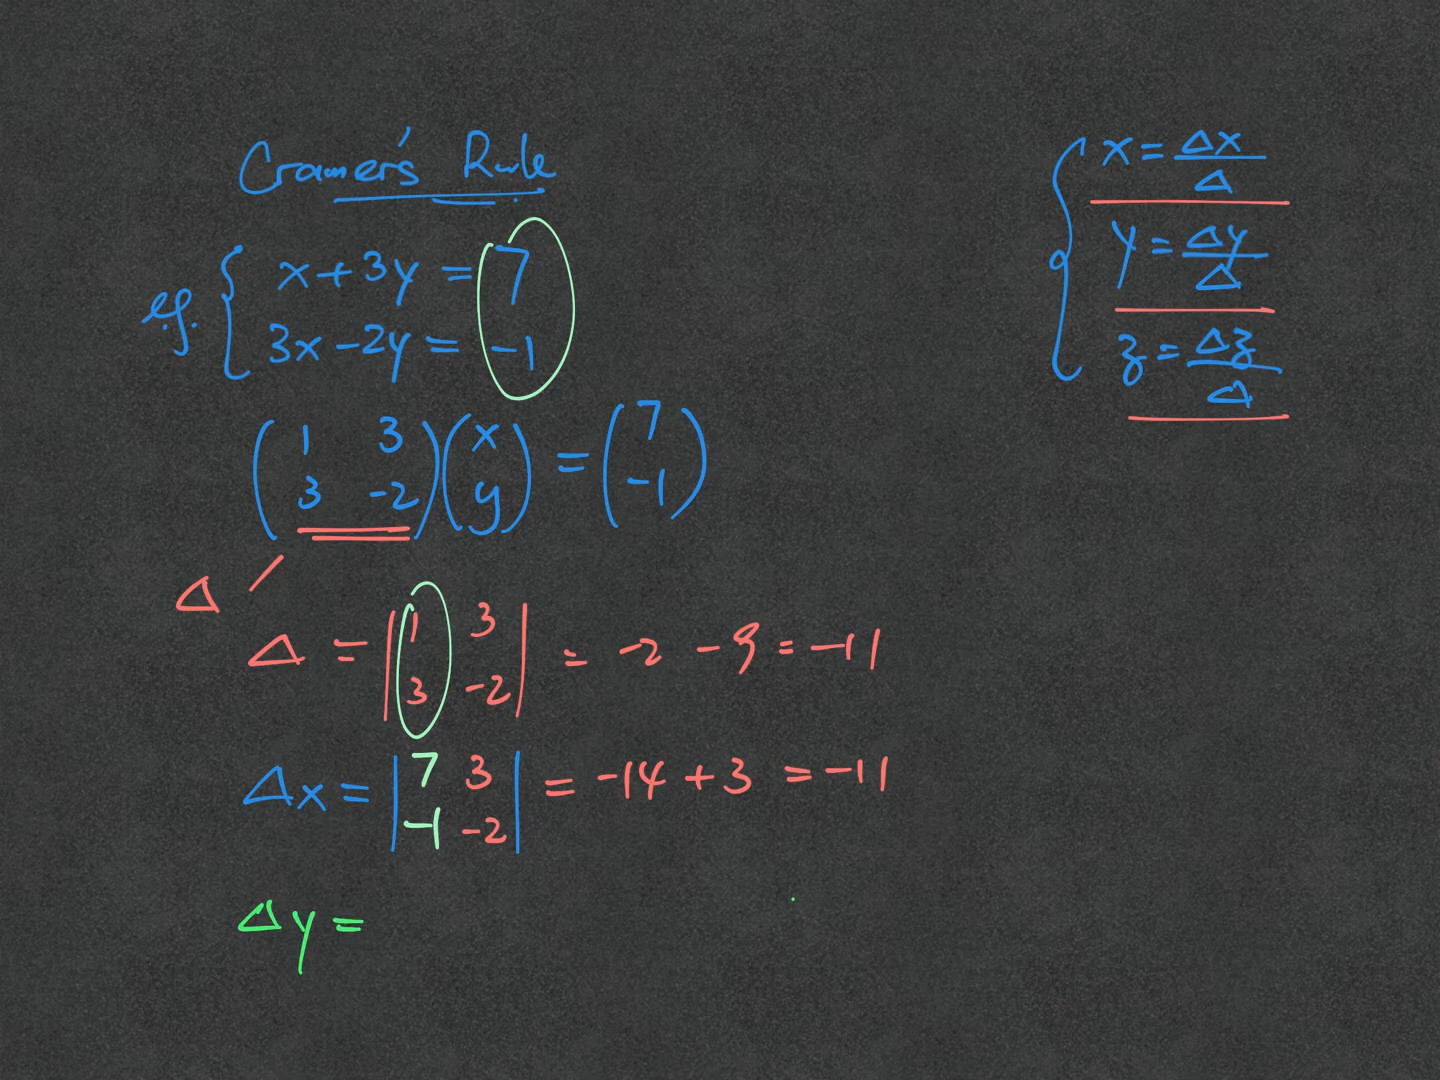 Cramer's Rule
e.g. { x + 3y = 7
3x - 2y = -1
( 1 3
3 -2 ) ( x
y ) = ( 7
-1 )
Δ
Δ = | 1 3
3 -2 | = -2 - 9 = -11
Δx = | 7 3
-1 -2 | = -14 + 3 = -11
Δy =
{ x = Δx/Δ
y = Δy/Δ
z = Δz/Δ